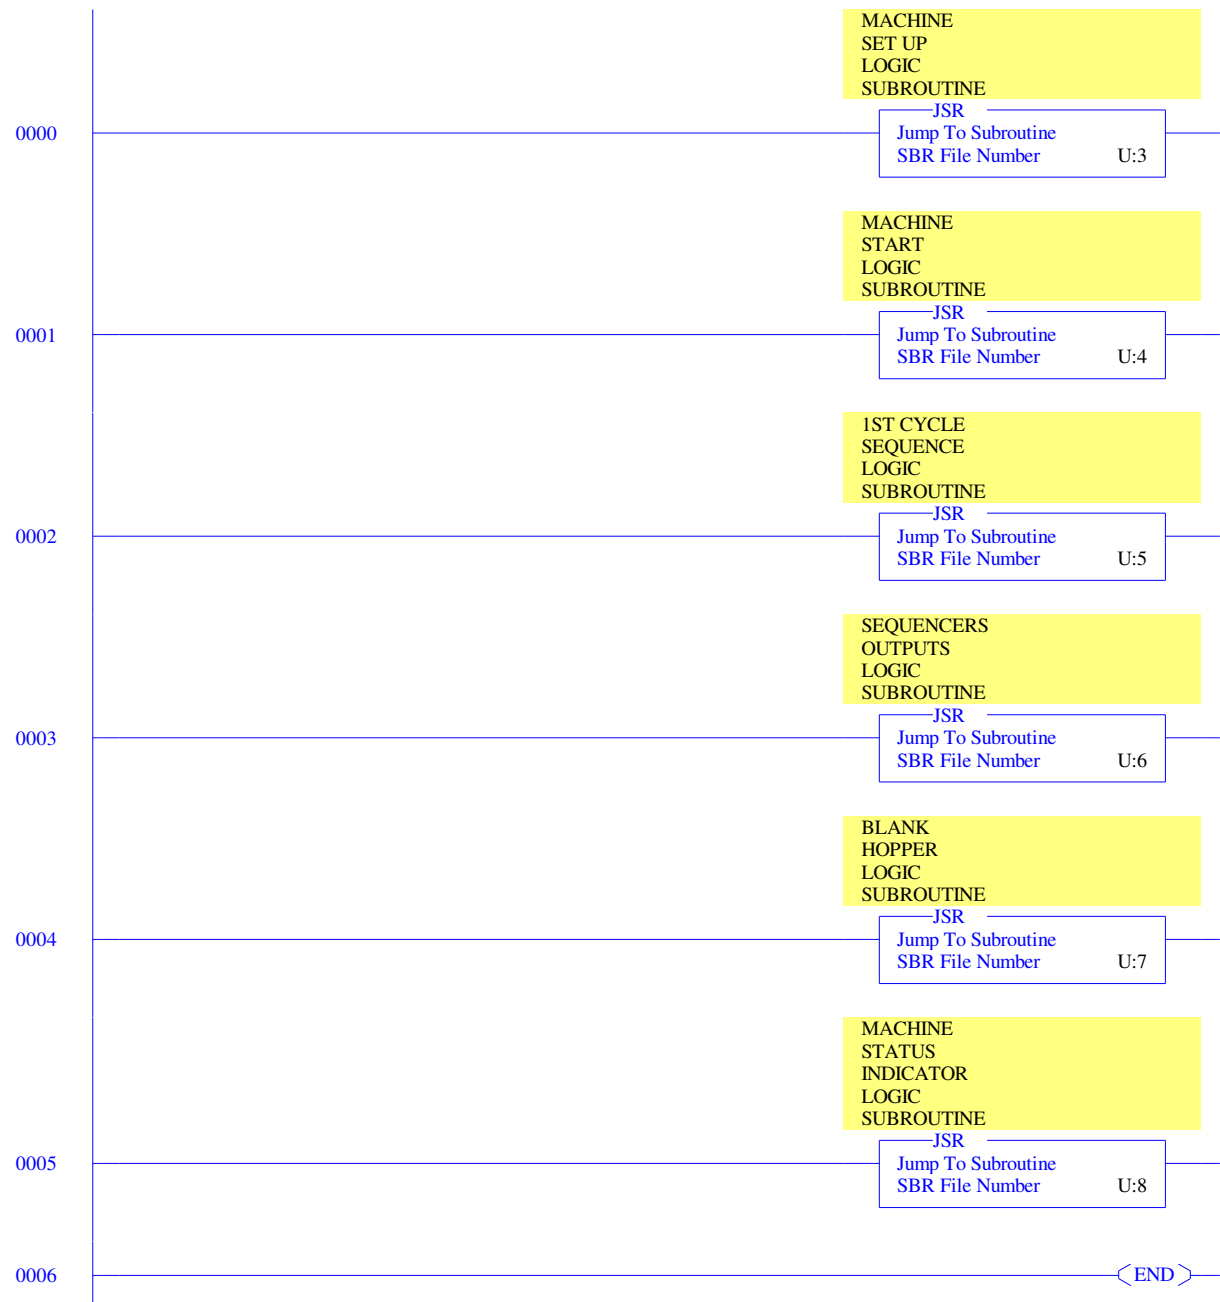 MACHINE
SET UP
LOGIC
SUBROUTINE
JSR
0000 Jump To Subroutine
SBR File Number U:3
MACHINE
START
LOGIC
SUBROUTINE
JSR
0001 Jump To Subroutine
SBR File Number U:4
1ST CYCLE
SEQUENCE
LOGIC
SUBROUTINE
JSR
0002 Jump To Subroutine
SBR File Number U:5
SEQUENCERS
OUTPUTS
LOGIC
SUBROUTINE
JSR
0003 Jump To Subroutine
SBR File Number U:6
BLANK
HOPPER
LOGIC
SUBROUTINE
JSR
0004 Jump To Subroutine
SBR File Number U:7
MACHINE
STATUS
INDICATOR
LOGIC
SUBROUTINE
JSR
0005 Jump To Subroutine
SBR File Number U:8
0006 END